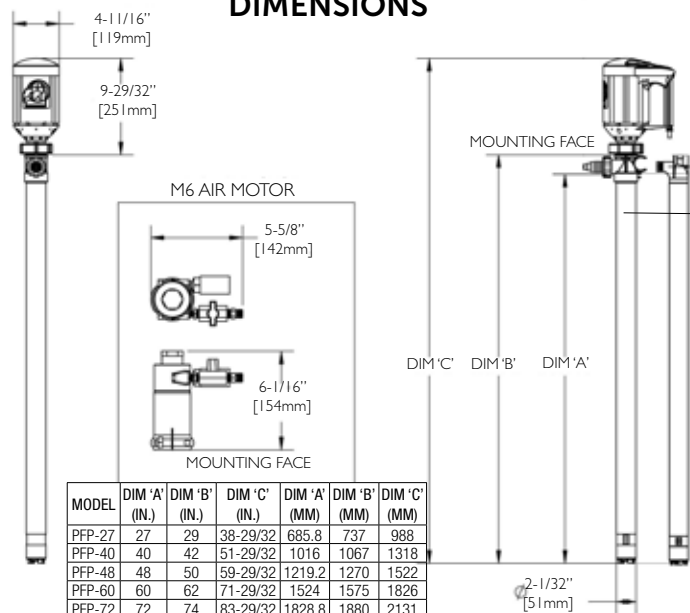 DIMENSIONS
4-11/16"
[119mm]
9-29/32"
[251mm]
MOUNTING FACE
M6 AIR MOTOR
5-5/8"
[142mm]
6-1/16"
[154mm]
MOUNTING FACE
DIM 'C' DIM 'B' DIM 'A'
MODEL DIM 'A' (IN.) DIM 'B' (IN.) DIM 'C' (IN.) DIM 'A' (MM) DIM 'B' (MM) DIM 'C' (MM)
PFP-27 27 29 38-29/32 685.8 737 988
PFP-40 40 42 51-29/32 1016 1067 1318
PFP-48 48 50 59-29/32 1219.2 1270 1522
PFP-60 60 62 71-29/32 1524 1575 1826
PFP-72 72 74 83-29/32 1828.8 1880 2131
⌀2-1/32"
[51mm]